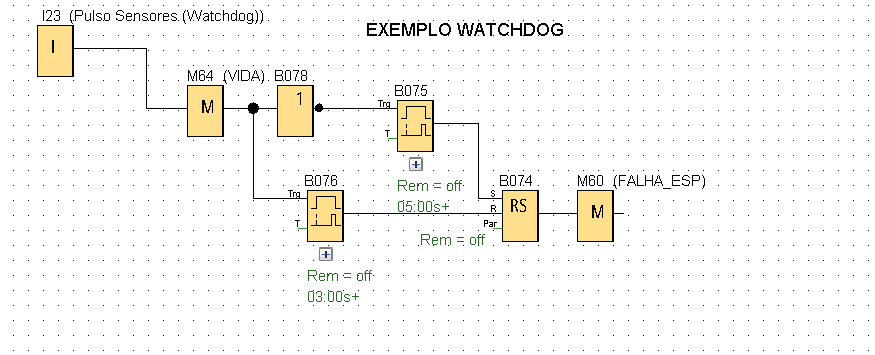 I23 (Pulso Sensores (Watchdog))
EXEMPLO WATCHDOG
I
M64 (VIDA) B078
M
1
B075
Trg
T
B076
Trg
T
Rem = off
05:00s+
B074
M60 (FALHA_ESP)
S
R
RS
Par
M
Rem = off
Rem = off
03:00s+